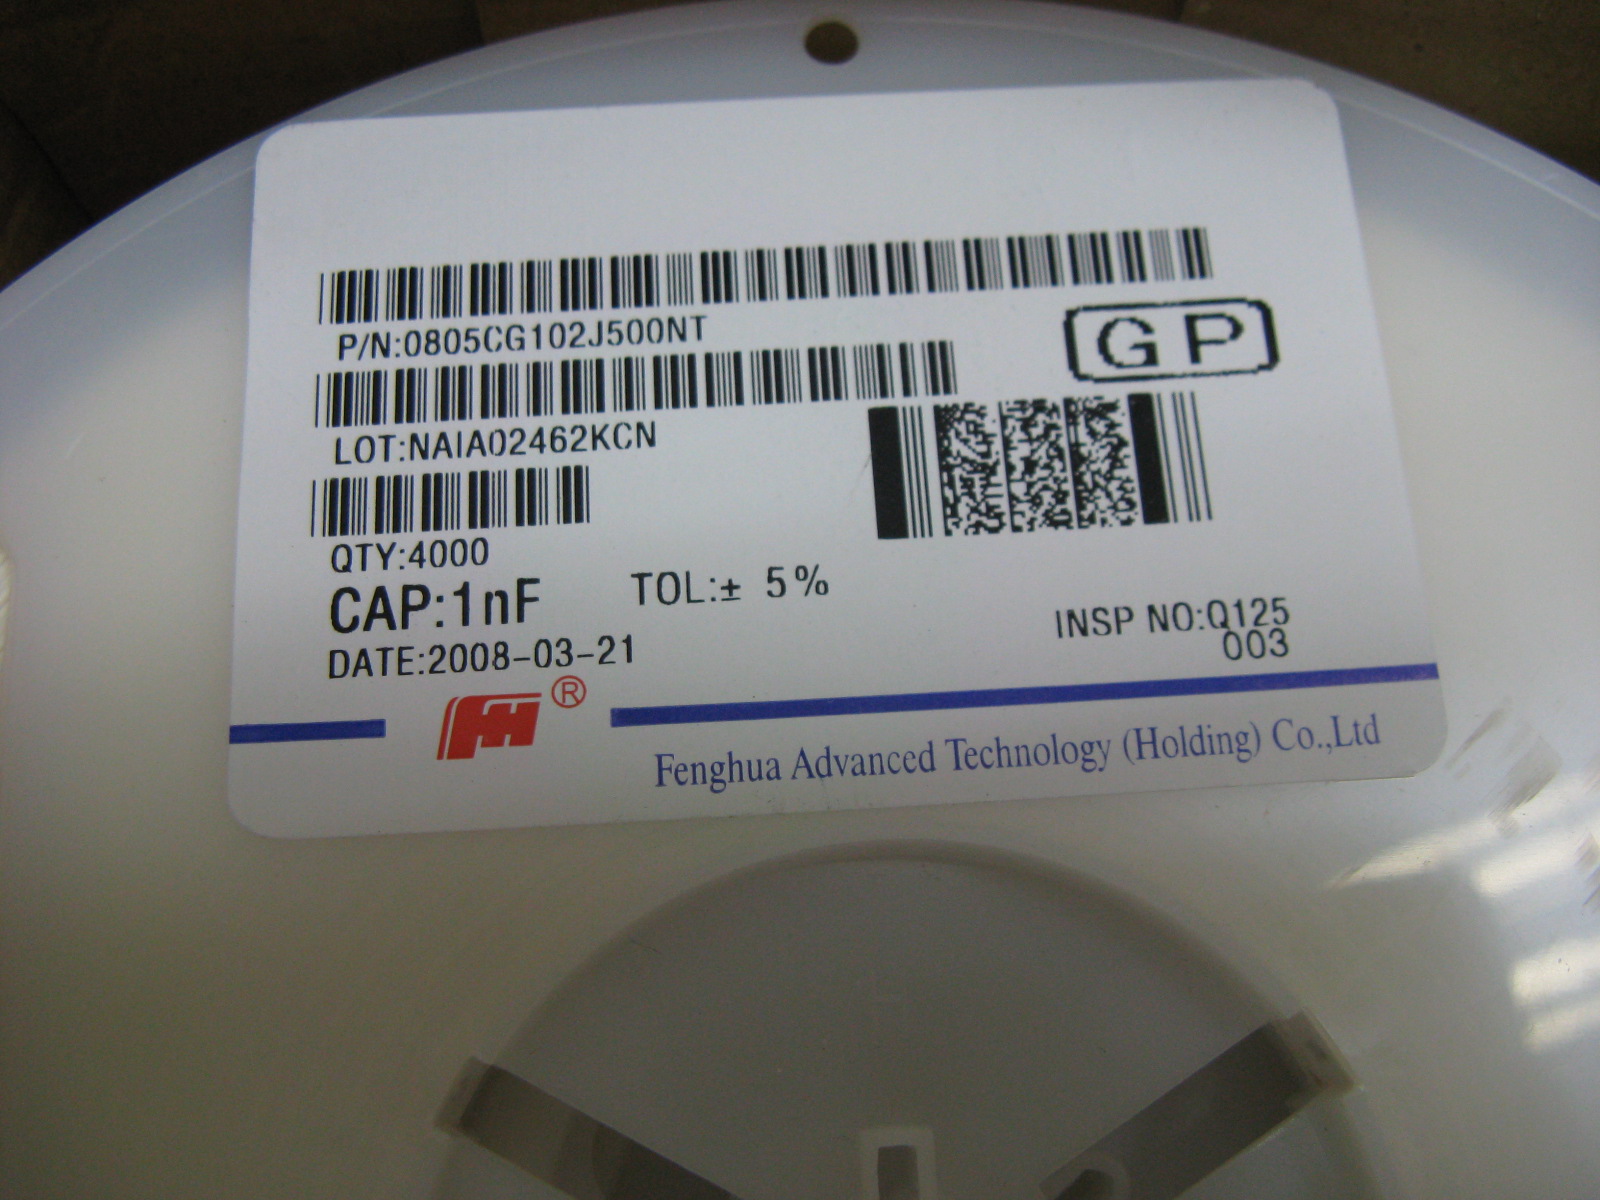 P/N:0805CG102J500NT
GP
LOT:NAIA02462KCN
QTY:4000
CAP:1nF TOL:± 5%
DATE:2008-03-21
INSP NO:Q125
003
FH®
Fenghua Advanced Technology (Holding) Co.,Ltd